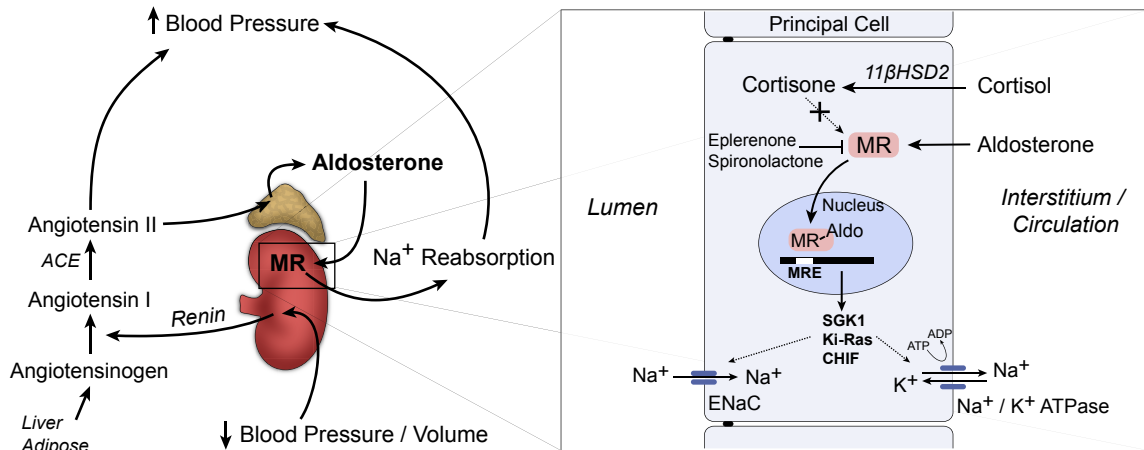 ↑ Blood Pressure
Aldosterone
Angiotensin II
ACE
MR
Na⁺ Reabsorption
Angiotensin I
Renin
Angiotensinogen
Liver
Adipose
↓ Blood Pressure / Volume
Principal Cell
11βHSD2
Cortisone
Cortisol
Eplerenone
Spironolactone
MR
Aldosterone
Lumen
Interstitium /
Circulation
Nucleus
MR
Aldo
MRE
SGK1
Ki-Ras
CHIF
ATP
ADP
Na⁺
Na⁺
ENaC
K⁺
Na⁺
Na⁺ / K⁺ ATPase